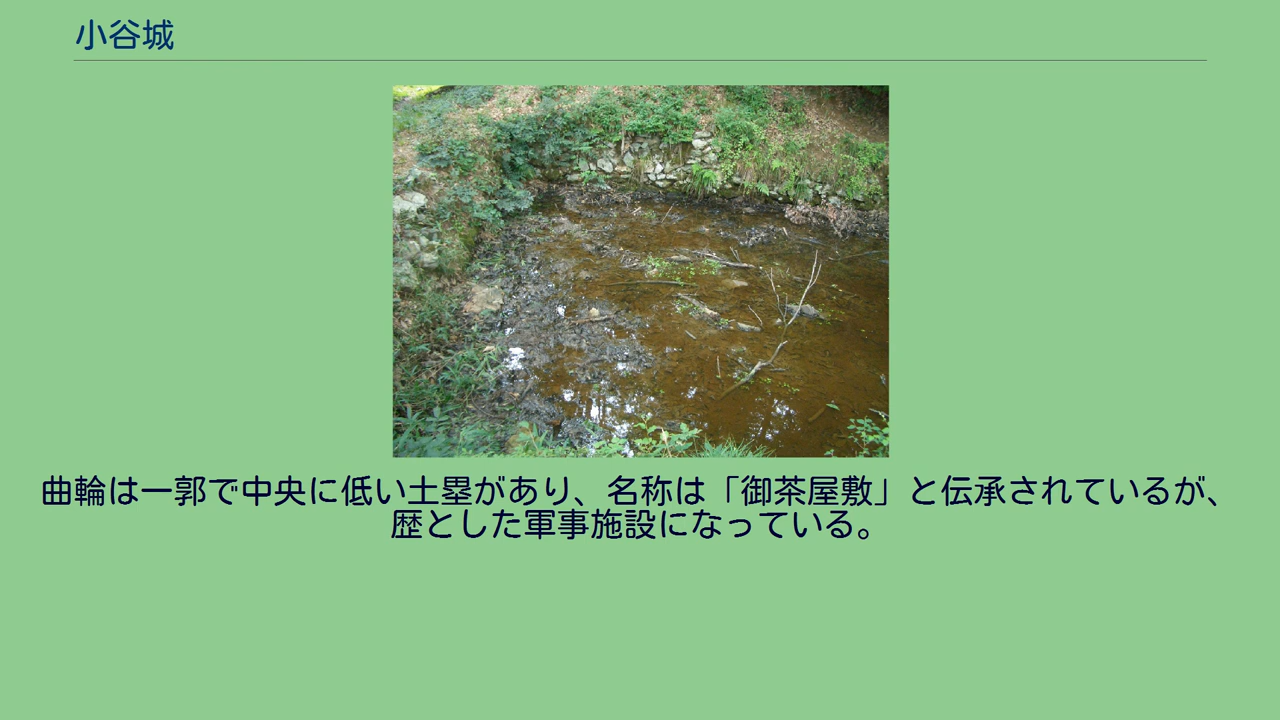 小谷城
曲輪は一郭で中央に低い土塁があり、名称は「御茶屋敷」と伝承されているが、
歴とした軍事施設になっている。